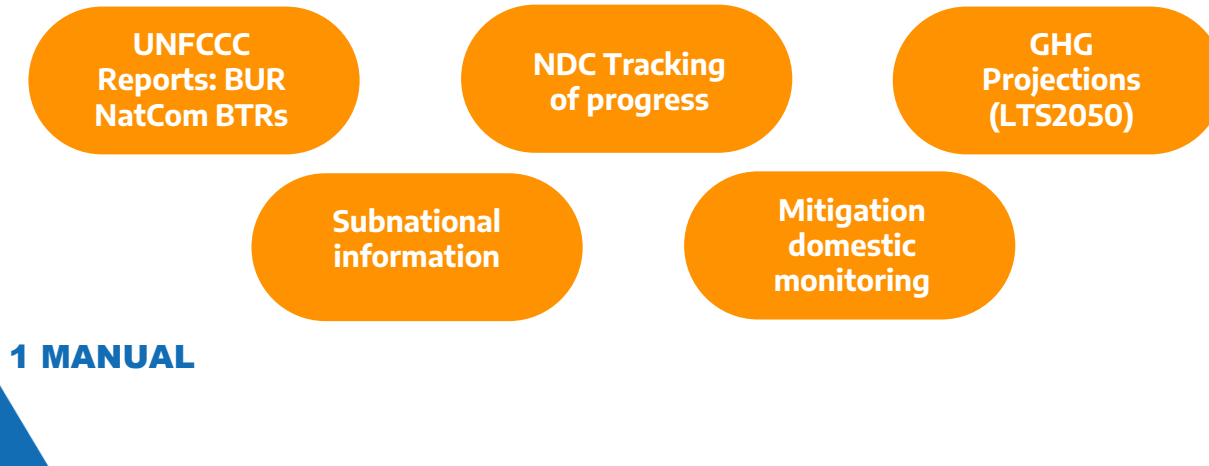 UNFCCC
Reports: BUR
NatCom BTRs
NDC Tracking
of progress
GHG
Projections
(LTS2050)
Subnational
information
Mitigation
domestic
monitoring
1 MANUAL